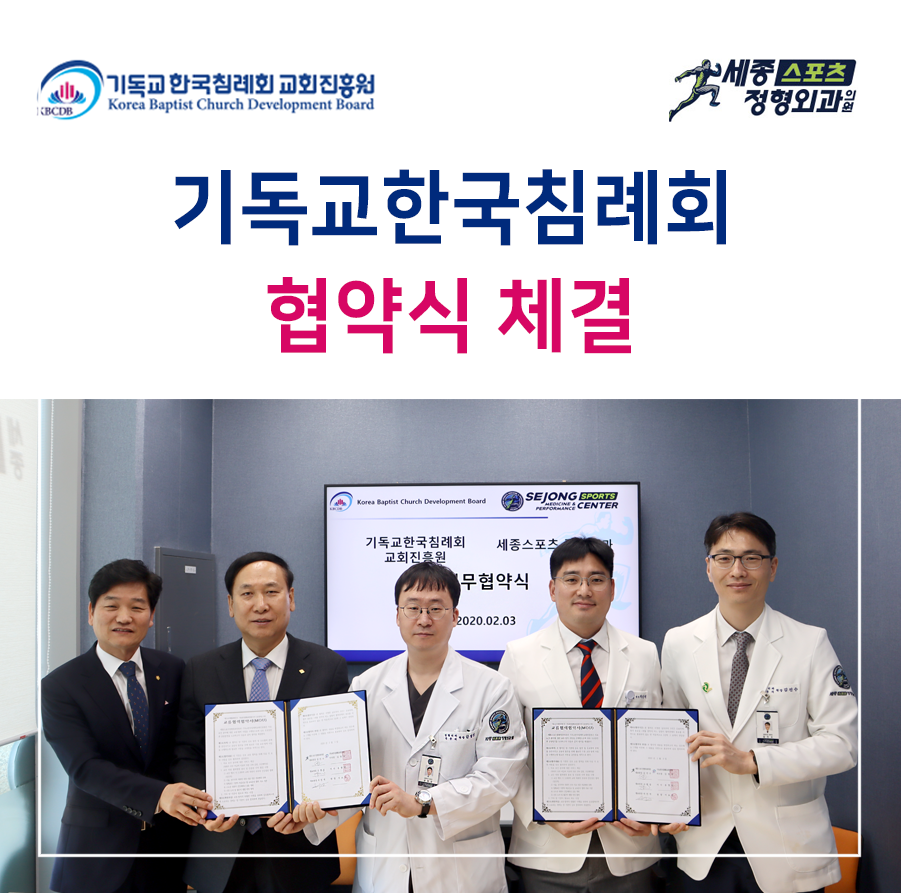 기독교 한국침례회 교회진흥원
Korea Baptist Church Development Board
KBCDB
세종 스포츠
정형외과의원
기독교한국침례회
협약식 체결
Korea Baptist Church Development Board
SEJONG SPORTS
MEDICINE & PERFORMANCE CENTER
기독교한국침례회
교회진흥원
세종스포츠
무협약식
2020.02.03